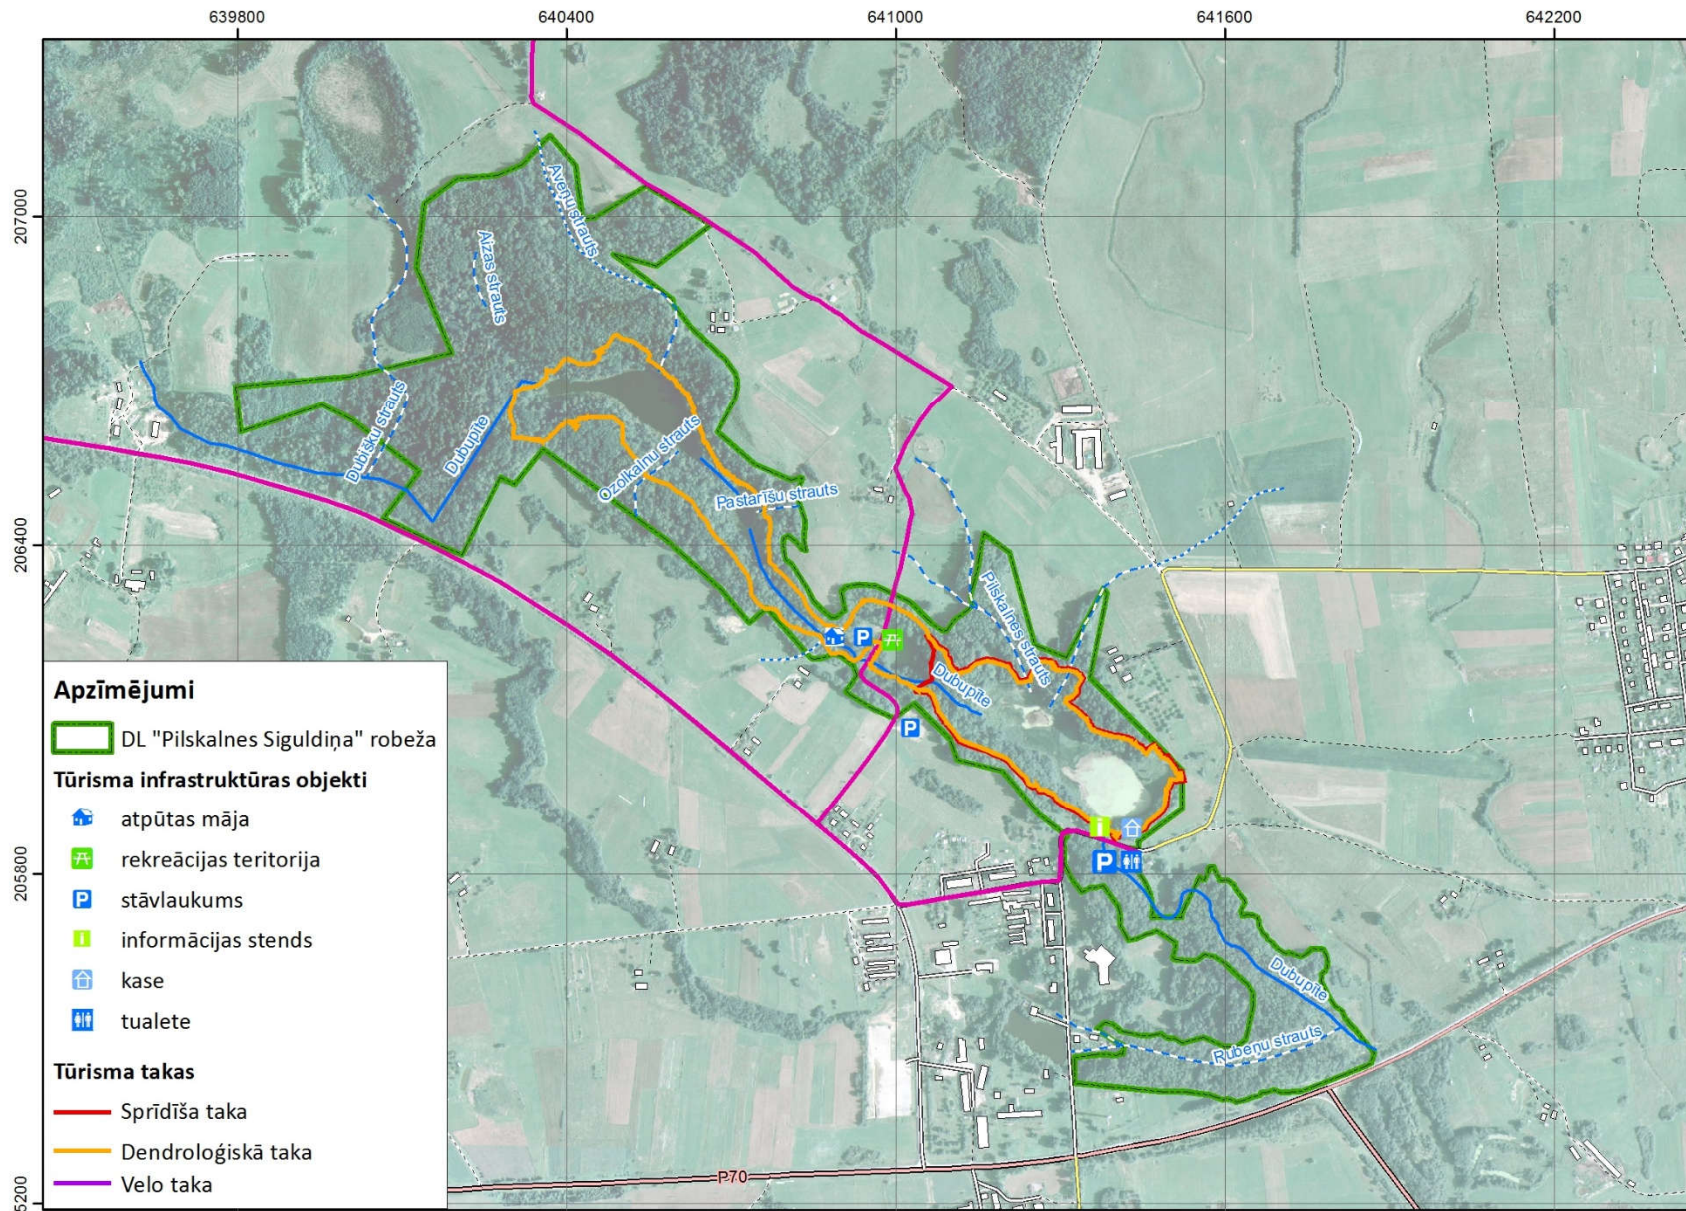 639800
640400
641000
641600
642200
207000
206400
205800
5200
Aveņu strauts
Aizas strauts
Dubišku strauts
Dubupīte
Ozolkalnu strauts
Pastarīšu strauts
Pilskalnes strauts
Dubupīte
Dubupīte
Rubeņu strauts
P70
Apzīmējumi
DL "Pilskalnes Siguldiņa" robeža
Tūrisma infrastruktūras objekti
atpūtas māja
rekreācijas teritorija
P stāvlaukums
i informācijas stends
kase
tualete
Tūrisma takas
Sprīdīša taka
Dendroloģiskā taka
Velo taka
P
P
i
P